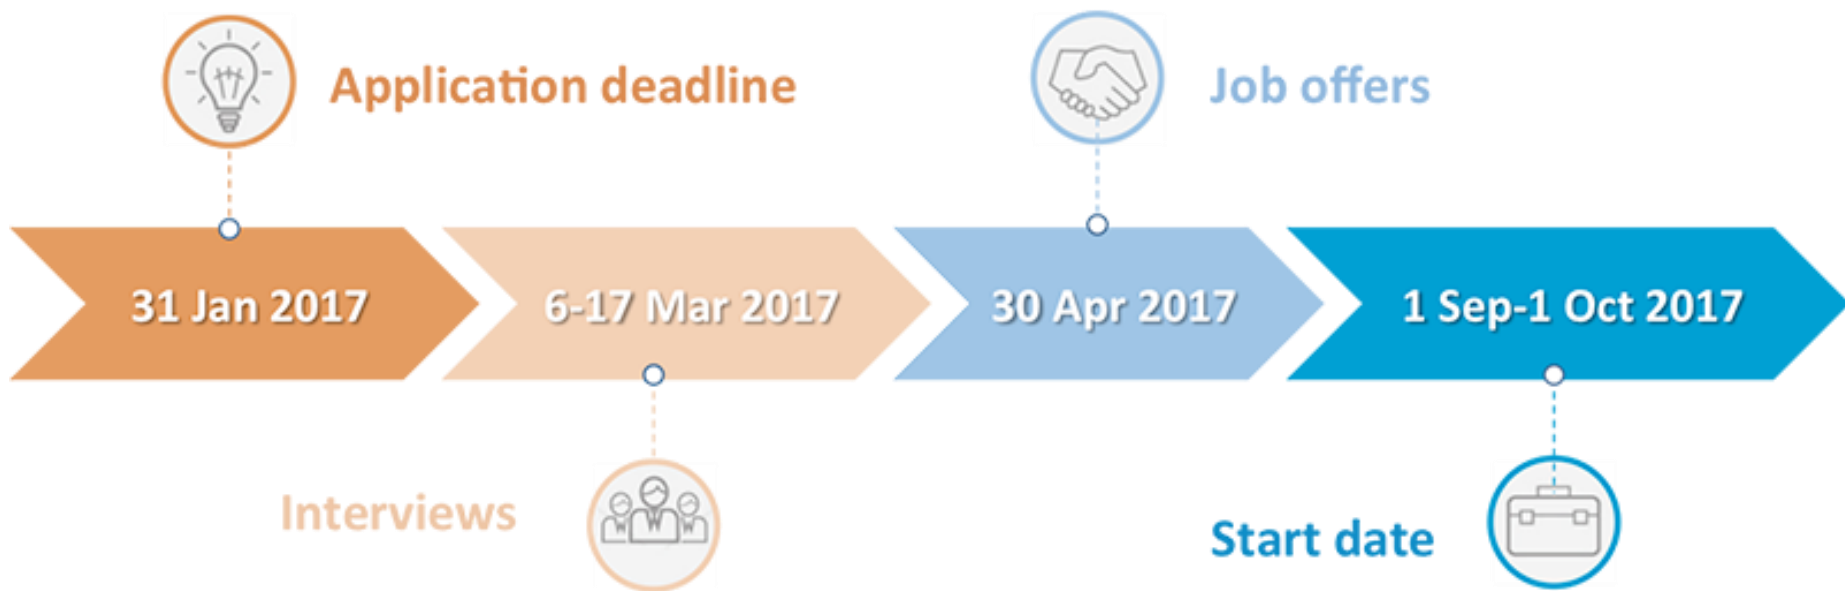 Application deadline
Job offers
31 Jan 2017
6-17 Mar 2017
30 Apr 2017
1 Sep-1 Oct 2017
Interviews
Start date